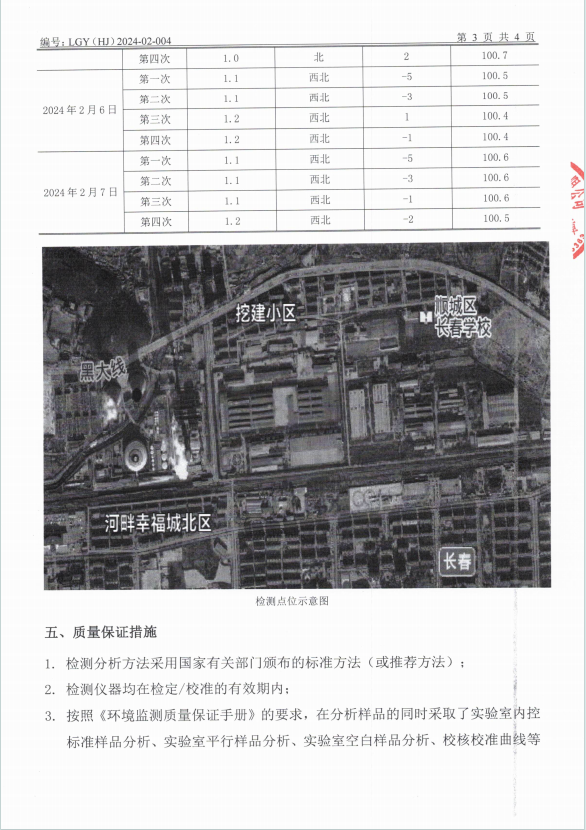 编号: LGY（HJ）2024-02-004 第 3 页 共 4 页
第四次 1.0 北 2 100.7
2024年2月6日 第一次 1.1 西北 -5 100.5
第二次 1.1 西北 -3 100.5
第三次 1.2 西北 1 100.4
第四次 1.2 西北 -1 100.4
2024年2月7日 第一次 1.1 西北 -5 100.6
第二次 1.1 西北 -3 100.6
第三次 1.1 西北 -1 100.6
第四次 1.2 西北 -2 100.5
挖建小区
顺城区
长春学校
黑大线
河畔幸福城北区
长春
检测点位示意图
五、质量保证措施
1. 检测分析方法采用国家有关部门颁布的标准方法（或推荐方法）；
2. 检测仪器均在检定/校准的有效期内；
3. 按照《环境监测质量保证手册》的要求，在分析样品的同时采取了实验室内控
标准样品分析、实验室平行样品分析、实验室空白样品分析、校核校准曲线等